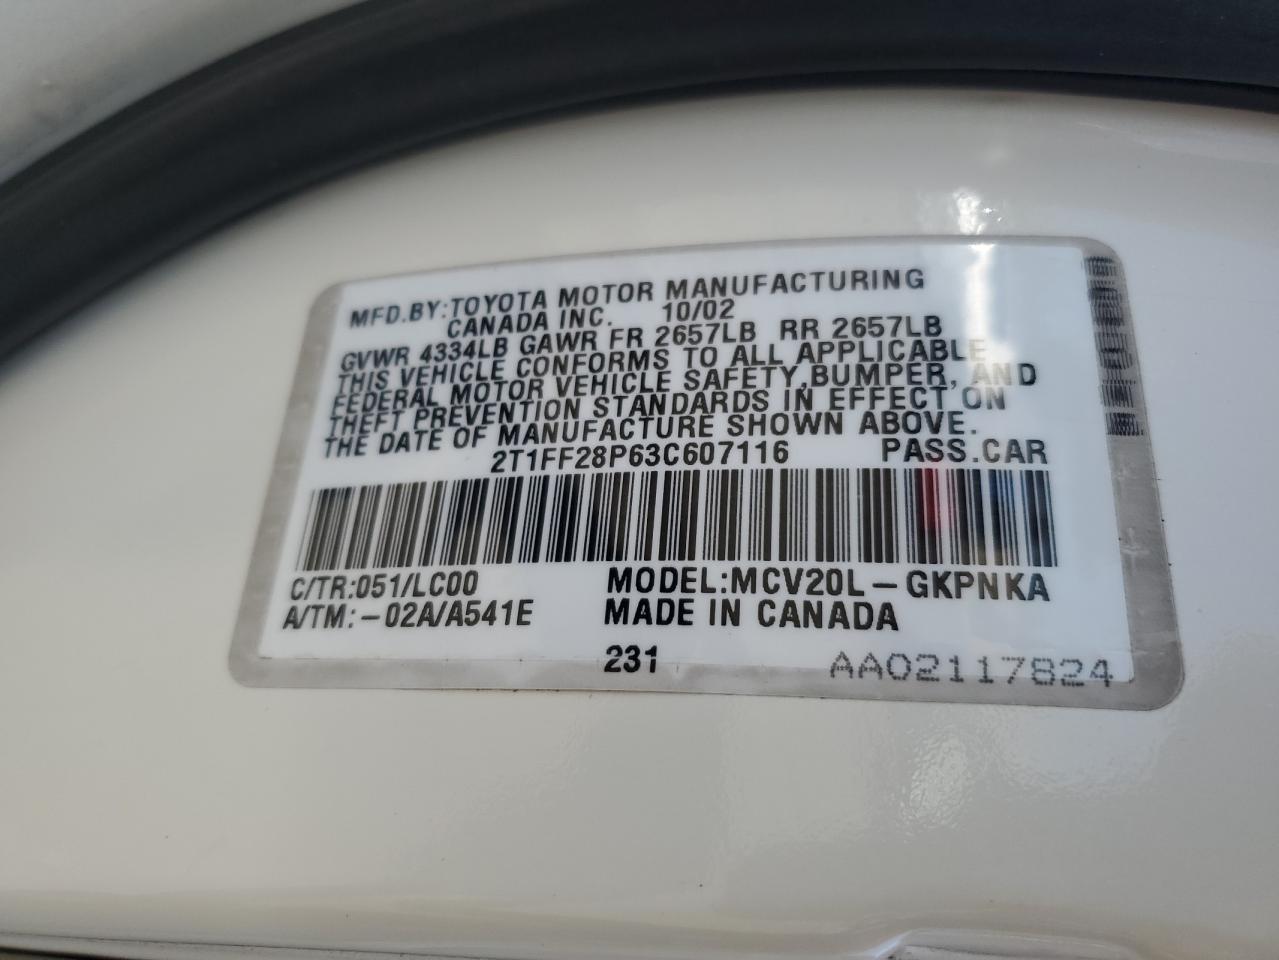 MFD.BY:TOYOTA MOTOR MANUFACTURING
CANADA INC. 10/02
GVWR 4334LB GAWR FR 2657LB RR 2657LB
THIS VEHICLE CONFORMS TO ALL APPLICABLE
FEDERAL MOTOR VEHICLE SAFETY,BUMPER, AND
THEFT PREVENTION STANDARDS IN EFFECT ON
THE DATE OF MANUFACTURE SHOWN ABOVE.
2T1FF28P63C607116 PASS.CAR
C/TR:051/LC00 MODEL:MCV20L-GKPNKA
A/TM:-02A/A541E MADE IN CANADA
231 AA02117824